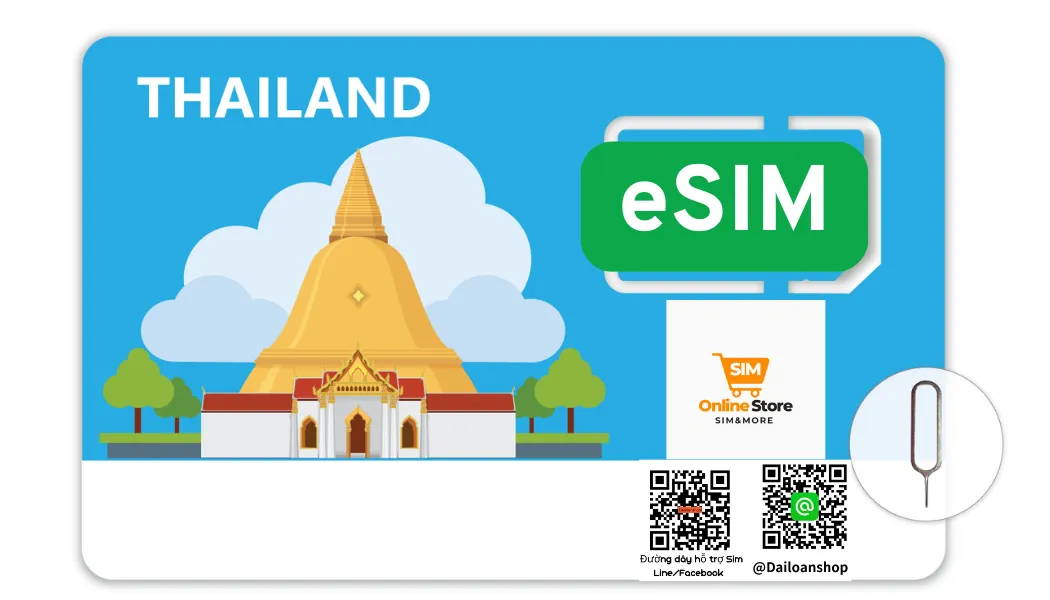 THAILAND
eSIM
SIM
Online Store
SIM&MORE
Đường dây hỗ trợ Sim
Line/Facebook
@Dailoanshop